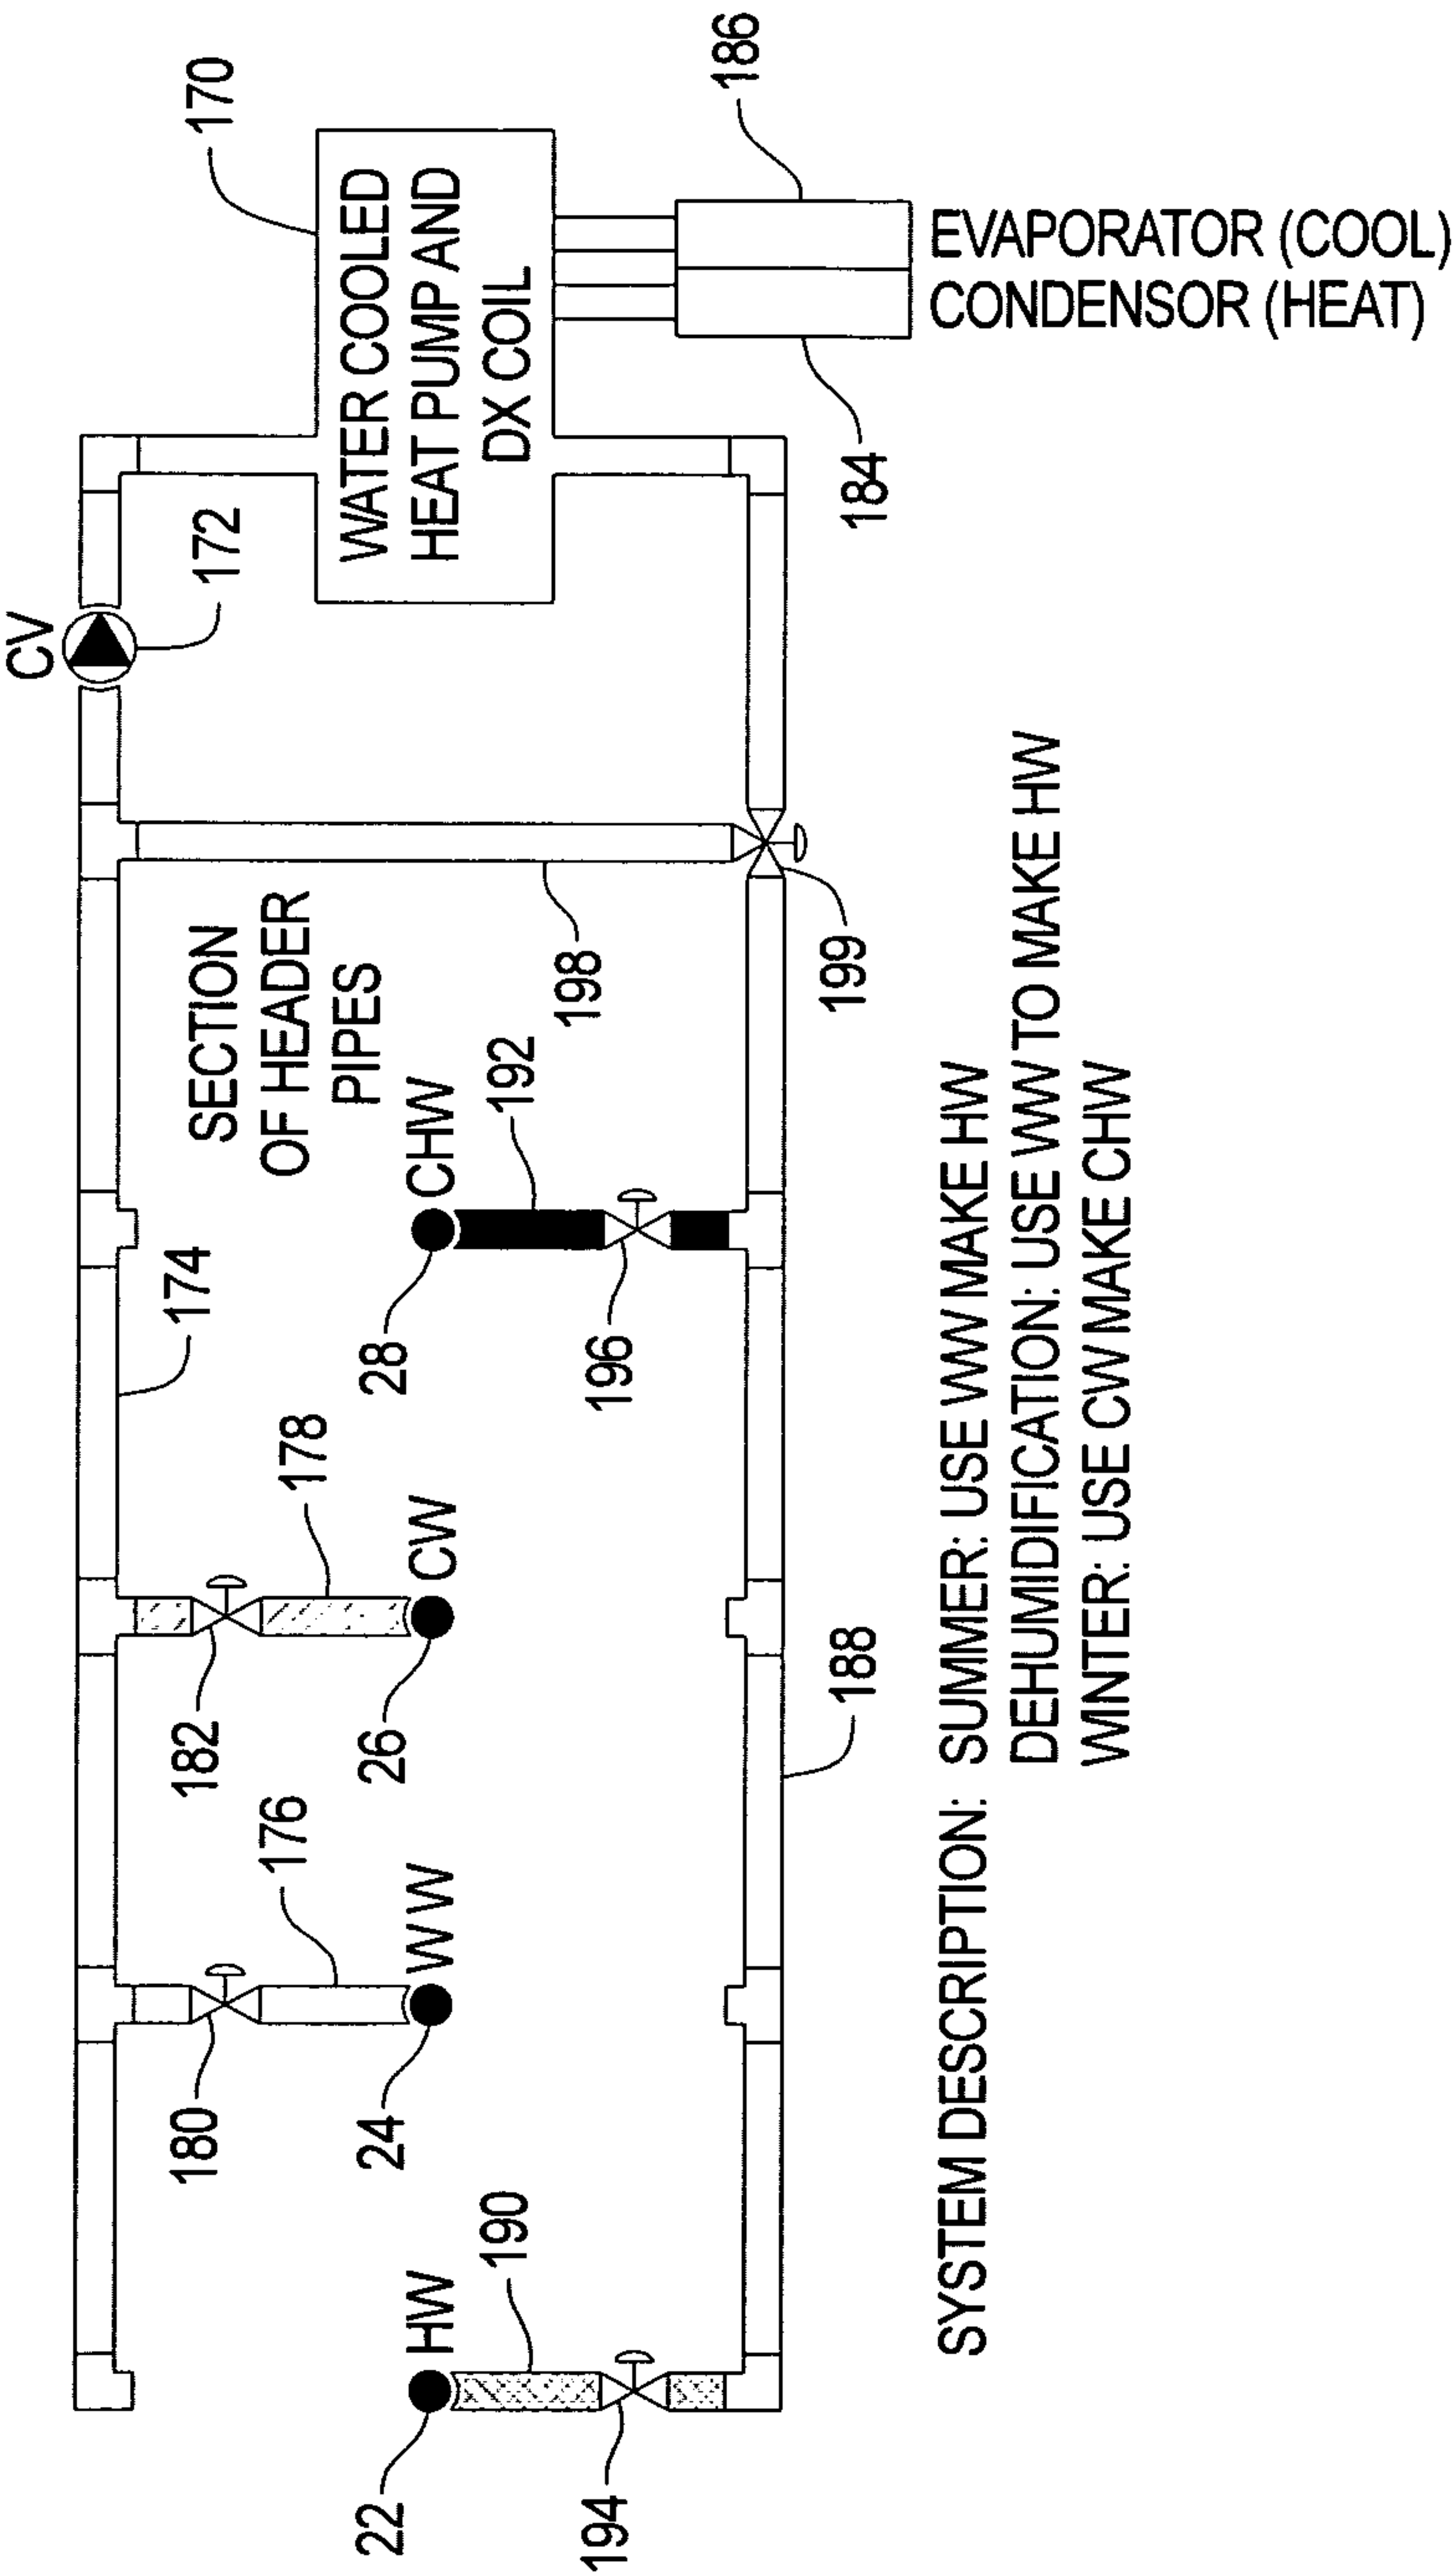 CV
172
170
WATER COOLED
HEAT PUMP AND
DX COIL
186
EVAPORATOR (COOL)
CONDENSOR (HEAT)
184
174
SECTION
OF HEADER
PIPES
198
199
180
176
182
178
22
HW
24
WW
26
CW
28
CHW
190
194
192
196
188
SYSTEM DESCRIPTION: SUMMER: USE WW MAKE HW
DEHUMIDIFICATION: USE WW TO MAKE HW
WINTER: USE CW MAKE CHW